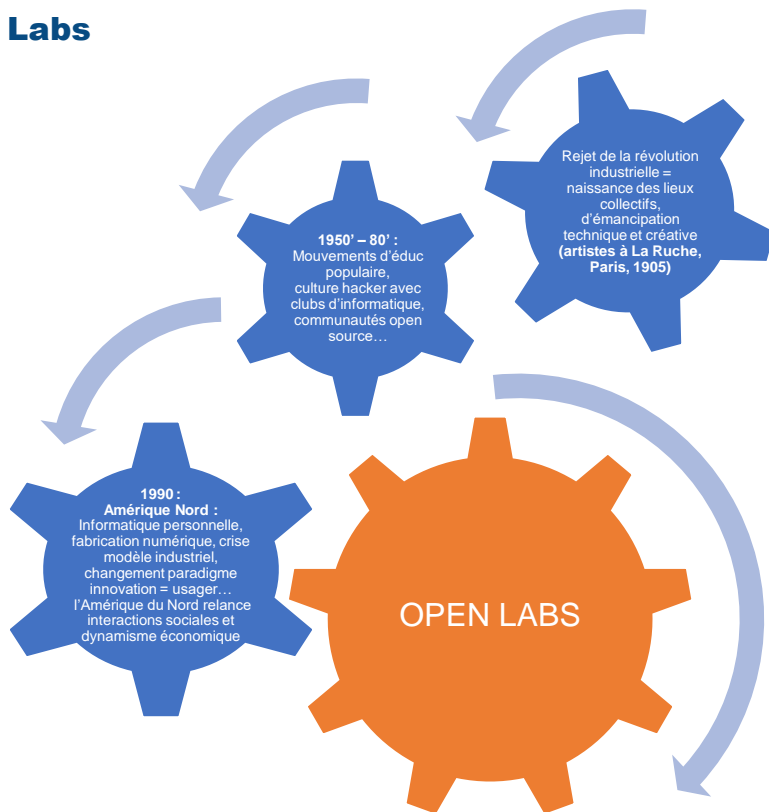 Labs
Rejet de la révolution
industrielle =
naissance des lieux
collectifs,
d'émancipation
technique et créative
(artistes à La Ruche,
Paris, 1905)
1950' – 80' :
Mouvements d'éduc
populaire,
culture hacker avec
clubs d'informatique,
communautés open
source…
1990 :
Amérique Nord :
Informatique personnelle,
fabrication numérique, crise
modèle industriel,
changement paradigme
innovation = usager…
l'Amérique du Nord relance
interactions sociales et
dynamisme économique
OPEN LABS